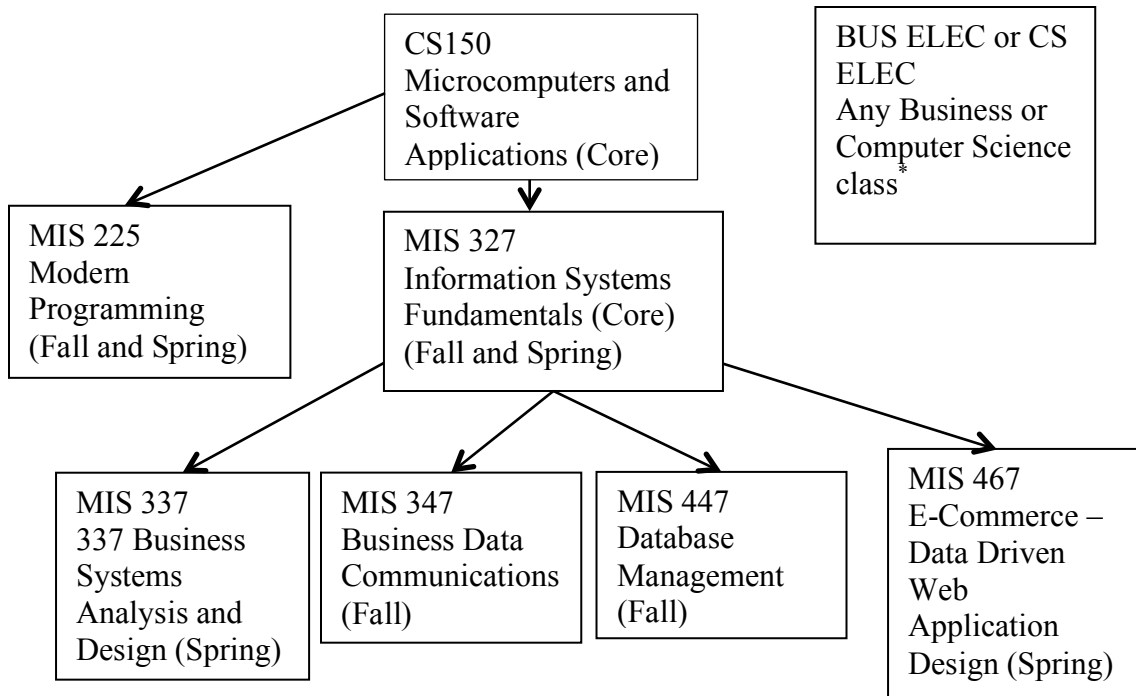 CS150
Microcomputers and
Software
Applications (Core)
BUS ELEC or CS
ELEC
Any Business or
Computer Science
class*
MIS 225
Modern
Programming
(Fall and Spring)
MIS 327
Information Systems
Fundamentals (Core)
(Fall and Spring)
MIS 337
337 Business
Systems
Analysis and
Design (Spring)
MIS 347
Business Data
Communications
(Fall)
MIS 447
Database
Management
(Fall)
MIS 467
E-Commerce –
Data Driven
Web
Application
Design (Spring)